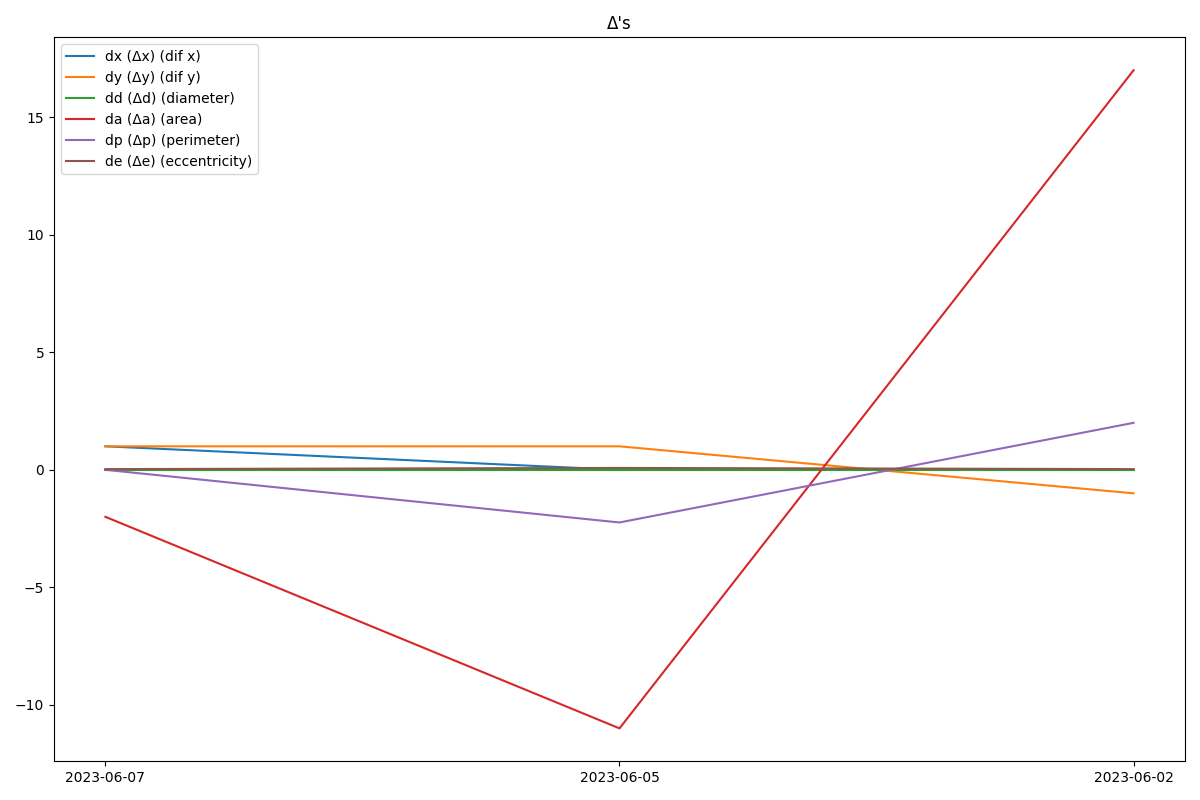 Δ's
dx (Δx) (dif x)
dy (Δy) (dif y)
dd (Δd) (diameter)
da (Δa) (area)
dp (Δp) (perimeter)
de (Δe) (eccentricity)
15
10
5
0
−5
−10
2023-06-07
2023-06-05
2023-06-02